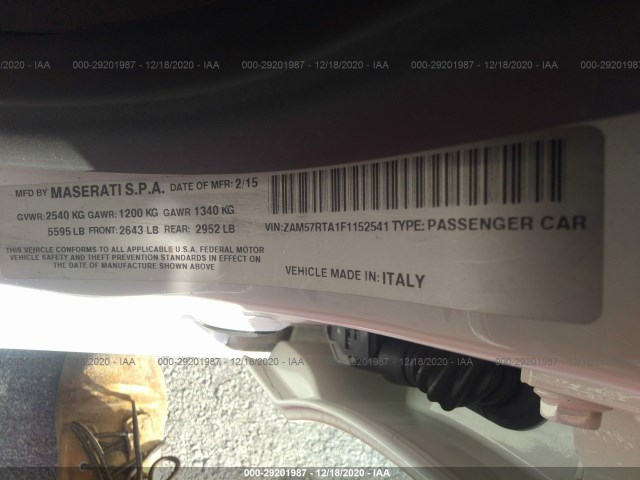 000-29201987 - 12/18/2020 - IAA
000-29201987 - 12/18/2020 - IAA
000-29201987 - 12/18/2020 - IAA
MFD BY MASERATI S.P.A. DATE OF MFR: 2/15
GVWR: 2540 KG GAWR: 1200 KG GAWR 1340 KG
5595 LB FRONT: 2643 LB REAR: 2952 LB
THIS VEHICLE CONFORMS TO ALL APPLICABLE U.S.A. FEDERAL MOTOR
VEHICLE SAFETY AND THEFT PREVENTION STANDARDS IN EFFECT ON
THE DATE OF MANUFACTURE SHOWN ABOVE
VIN: ZAM57RTA1F1152541 TYPE: PASSENGER CAR
VEHICLE MADE IN: ITALY
000-29201987 - 12/18/2020 - IAA
000-29201987 - 12/18/2020 - IAA
000-29201987 - 12/18/2020 - IAA
000-29201987 - 12/18/2020 - IAA